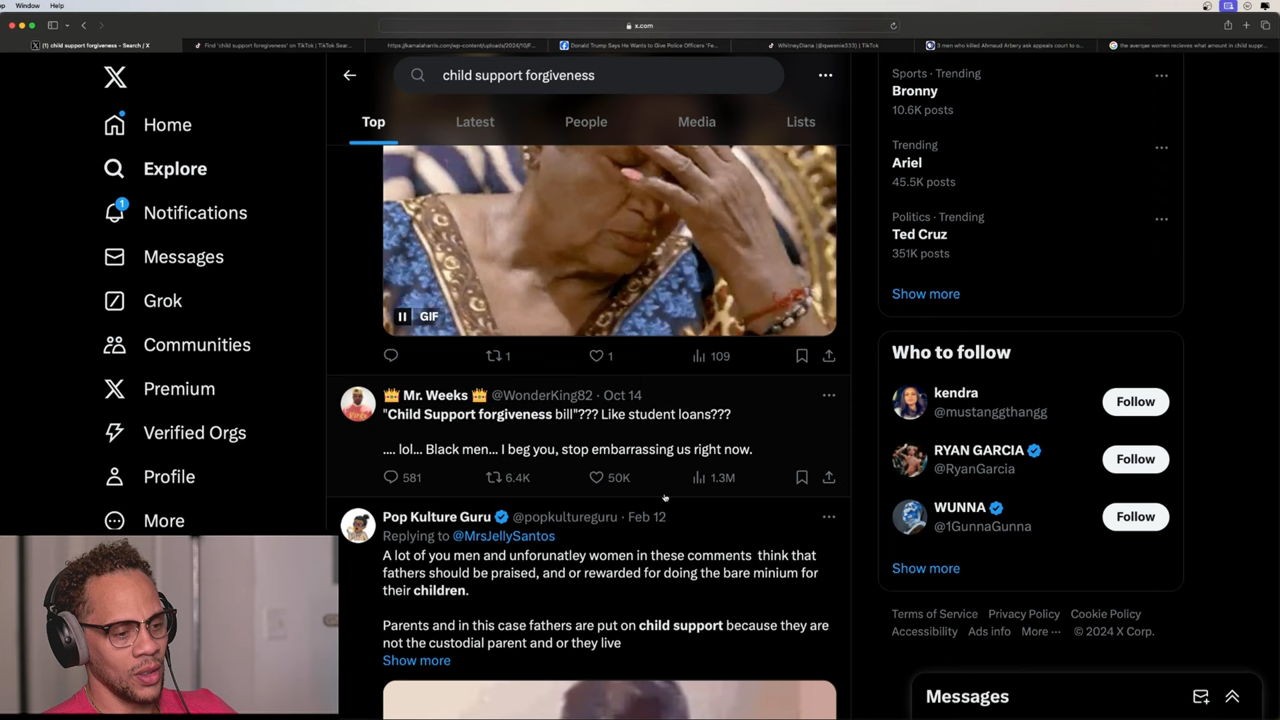 Window Help
x.com
(1) child support forgiveness - Search / X
Find 'child support foregiveness' on TikTok | TikTok Sear...
https://kamalaharris.com/wp-content/uploads/2024/10/F...
Donald Trump Says He Wants to Give Police Officers 'Fe...
WhitneyDiana (@queenie333) | TikTok
3 men who killed Ahmaud Arbery ask appeals court to o...
the averqae women recieves what amount in child suppr...
child support forgiveness
Top
Latest
People
Media
Lists
Home
Explore
1
Notifications
Messages
Grok
Communities
Premium
Verified Orgs
Profile
More
GIF
1
1
109
Mr. Weeks @WonderKing82 · Oct 14
"Child Support forgiveness bill"??? Like student loans???
.... lol... Black men... I beg you, stop embarrassing us right now.
581
6.4K
50K
1.3M
Pop Kulture Guru @popkultureguru · Feb 12
Replying to @MrsJellySantos
A lot of you men and unforunatley women in these comments think that
fathers should be praised, and or rewarded for doing the bare minium for
their children.
Parents and in this case fathers are put on child support because they are
not the custodial parent and or they live
Show more
Sports · Trending
Bronny
10.6K posts
Trending
Ariel
45.5K posts
Politics · Trending
Ted Cruz
351K posts
Show more
Who to follow
kendra
@mustanggthangg
Follow
RYAN GARCIA
@RyanGarcia
Follow
WUNNA
@1GunnaGunna
Follow
Show more
Terms of Service Privacy Policy Cookie Policy
Accessibility Ads info More ··· © 2024 X Corp.
Messages